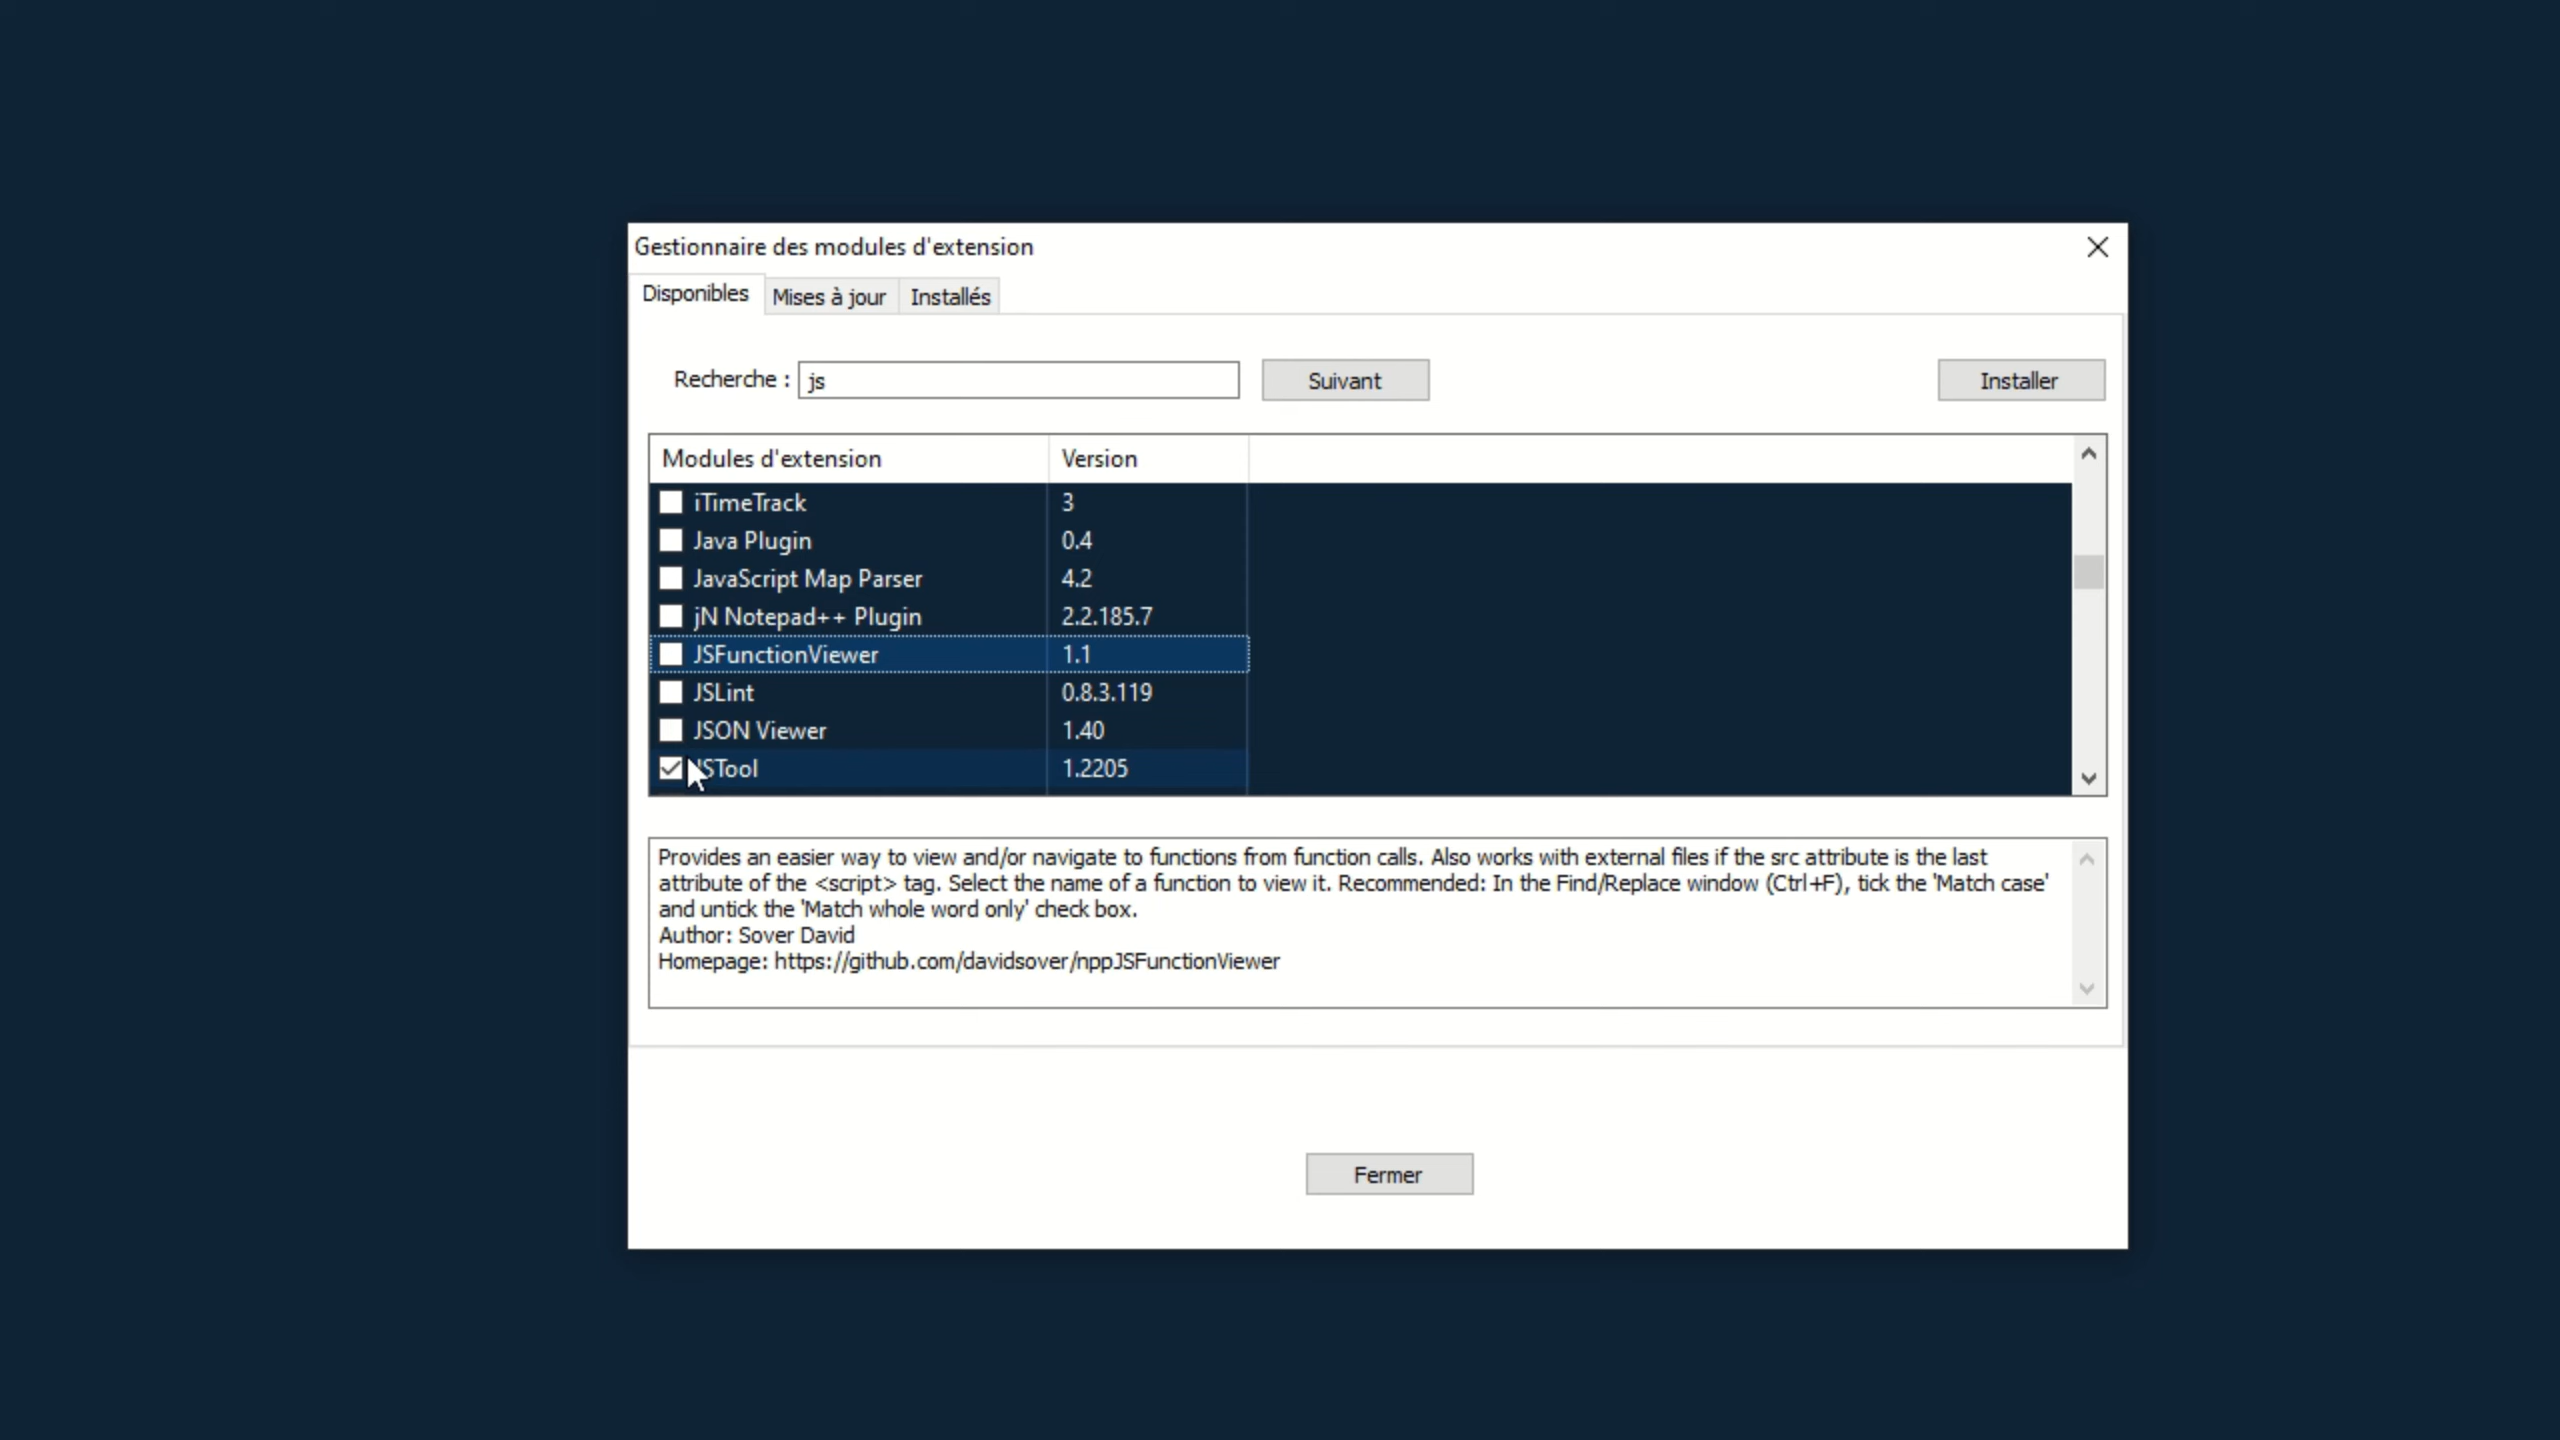 Gestionnaire des modules d'extension
Disponibles Mises à jour Installés
Recherche : js Suivant Installer
Modules d'extension Version
iTimeTrack 3
Java Plugin 0.4
JavaScript Map Parser 4.2
jN Notepad++ Plugin 2.2.185.7
JSFunctionViewer 1.1
JSLint 0.8.3.119
JSON Viewer 1.40
JSTool 1.2205
Provides an easier way to view and/or navigate to functions from function calls. Also works with external files if the src attribute is the last
attribute of the <script> tag. Select the name of a function to view it. Recommended: In the Find/Replace window (Ctrl+F), tick the 'Match case'
and untick the 'Match whole word only' check box.
Author: Sover David
Homepage: https://github.com/davidsover/nppJSFunctionViewer
Fermer